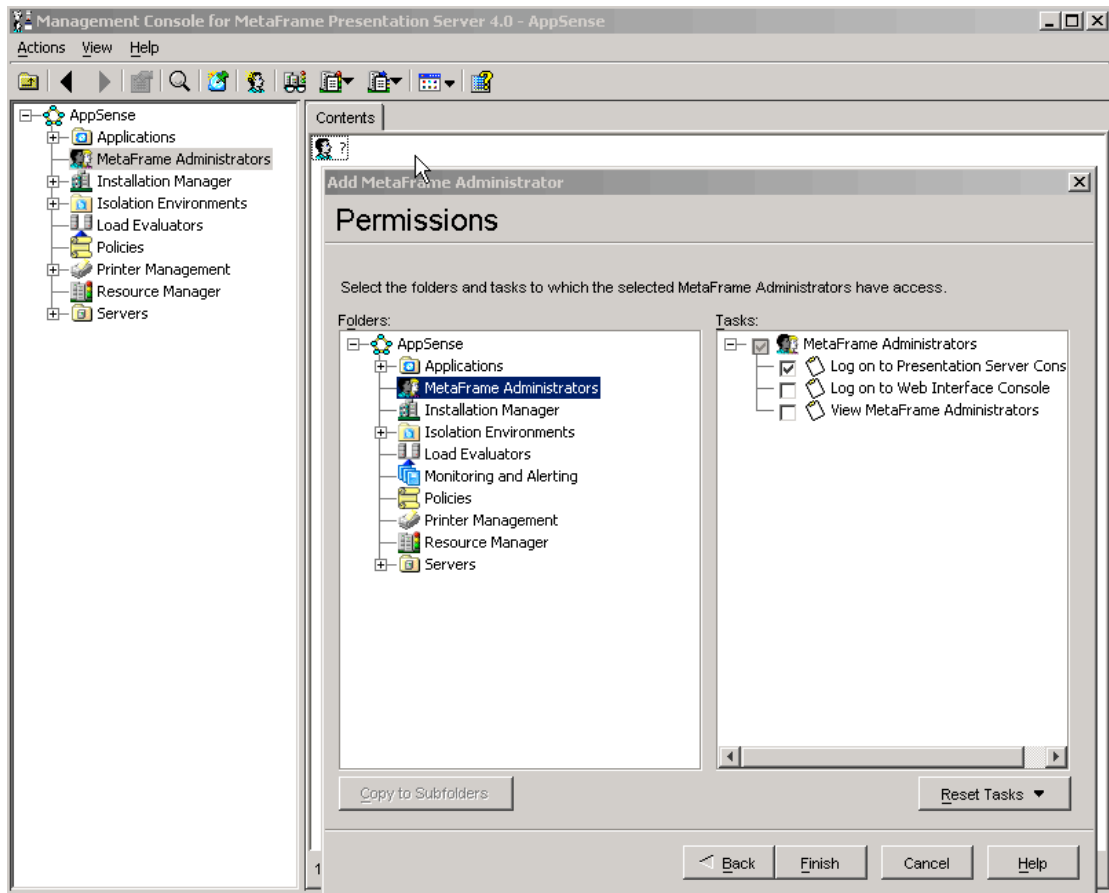 Management Console for MetaFrame Presentation Server 4.0 - AppSense
Actions View Help
AppSense
Applications
MetaFrame Administrators
Installation Manager
Isolation Environments
Load Evaluators
Policies
Printer Management
Resource Manager
Servers
Contents
?
Add MetaFrame Administrator
Permissions
Select the folders and tasks to which the selected MetaFrame Administrators have access.
Folders:
AppSense
Applications
MetaFrame Administrators
Installation Manager
Isolation Environments
Load Evaluators
Monitoring and Alerting
Policies
Printer Management
Resource Manager
Servers
Tasks:
MetaFrame Administrators
Log on to Presentation Server Cons
Log on to Web Interface Console
View MetaFrame Administrators
Copy to Subfolders
Reset Tasks
1
Back Finish Cancel Help